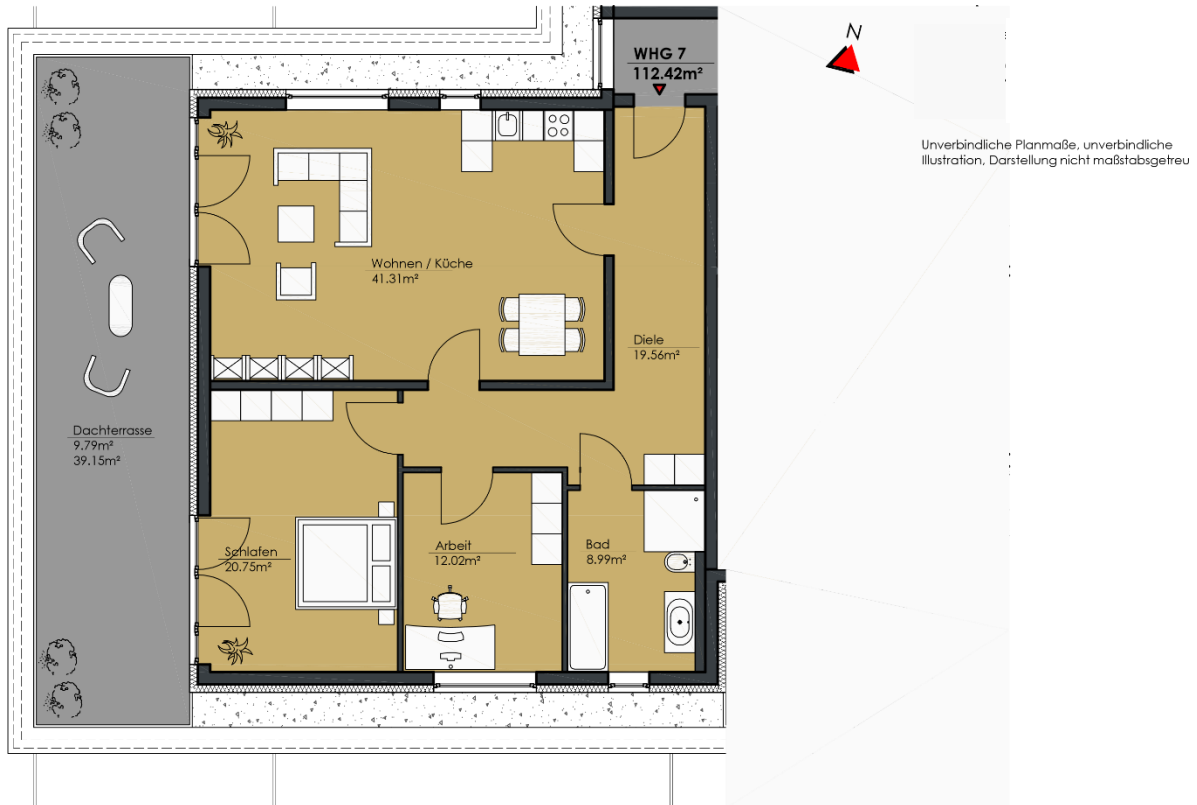 N
WHG 7
112.42m²
Unverbindliche Planmaße, unverbindliche
Illustration, Darstellung nicht maßstabsgetreu
Wohnen / Küche
41.31m²
Diele
19.56m²
Dachterrasse
9.79m²
39.15m²
Schlafen
20.75m²
Arbeit
12.02m²
Bad
8.99m²